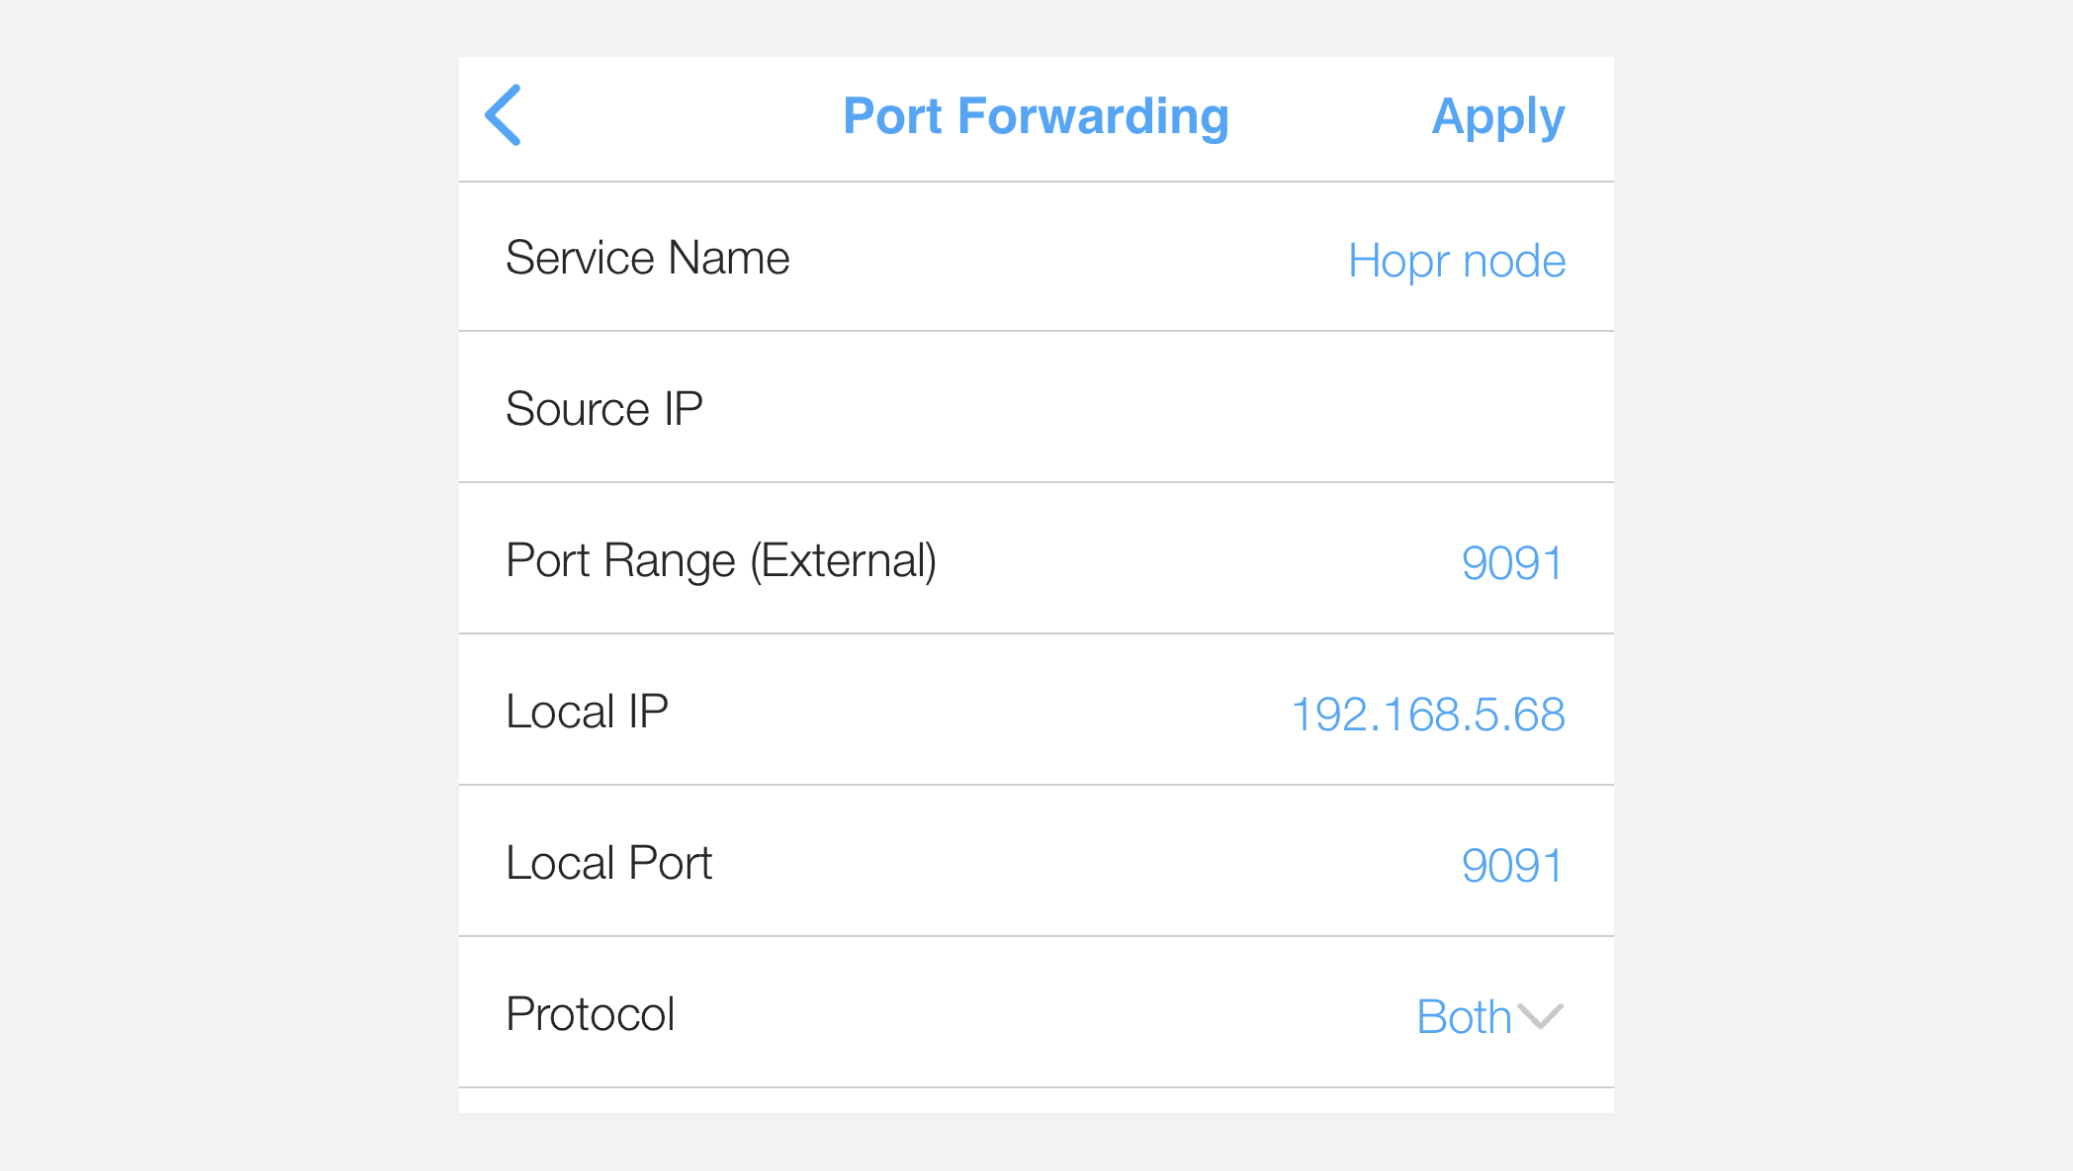 Port Forwarding Apply
Service Name Hopr node
Source IP
Port Range (External) 9091
Local IP 192.168.5.68
Local Port 9091
Protocol Both